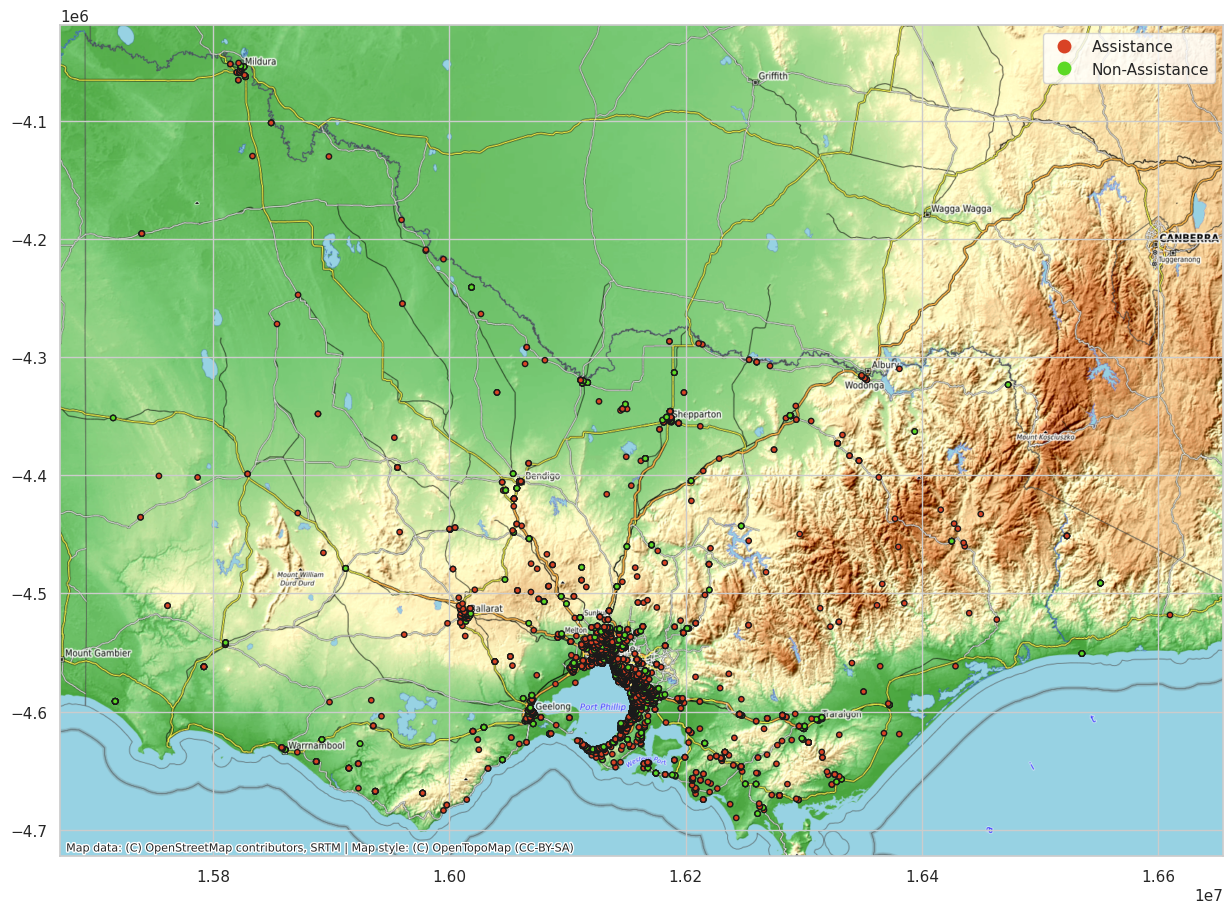 1e6
Assistance
Non-Assistance
Mildura
Griffith
−4.1
Wagga Wagga
−4.2
CANBERRA
Tuggeranong
−4.3
Albury
Wodonga
Shepparton
Mount Kosciuszko
−4.4
Bendigo
Mount William
Durd Durd
−4.5
Ballarat
Melton
Mount Gambier
−4.6
Geelong
Port Phillip
Traralgon
Warrnambool
−4.7
Map data: (C) OpenStreetMap contributors, SRTM | Map style: (C) OpenTopoMap (CC-BY-SA)
1.58
1.60
1.62
1.64
1.66
1e7